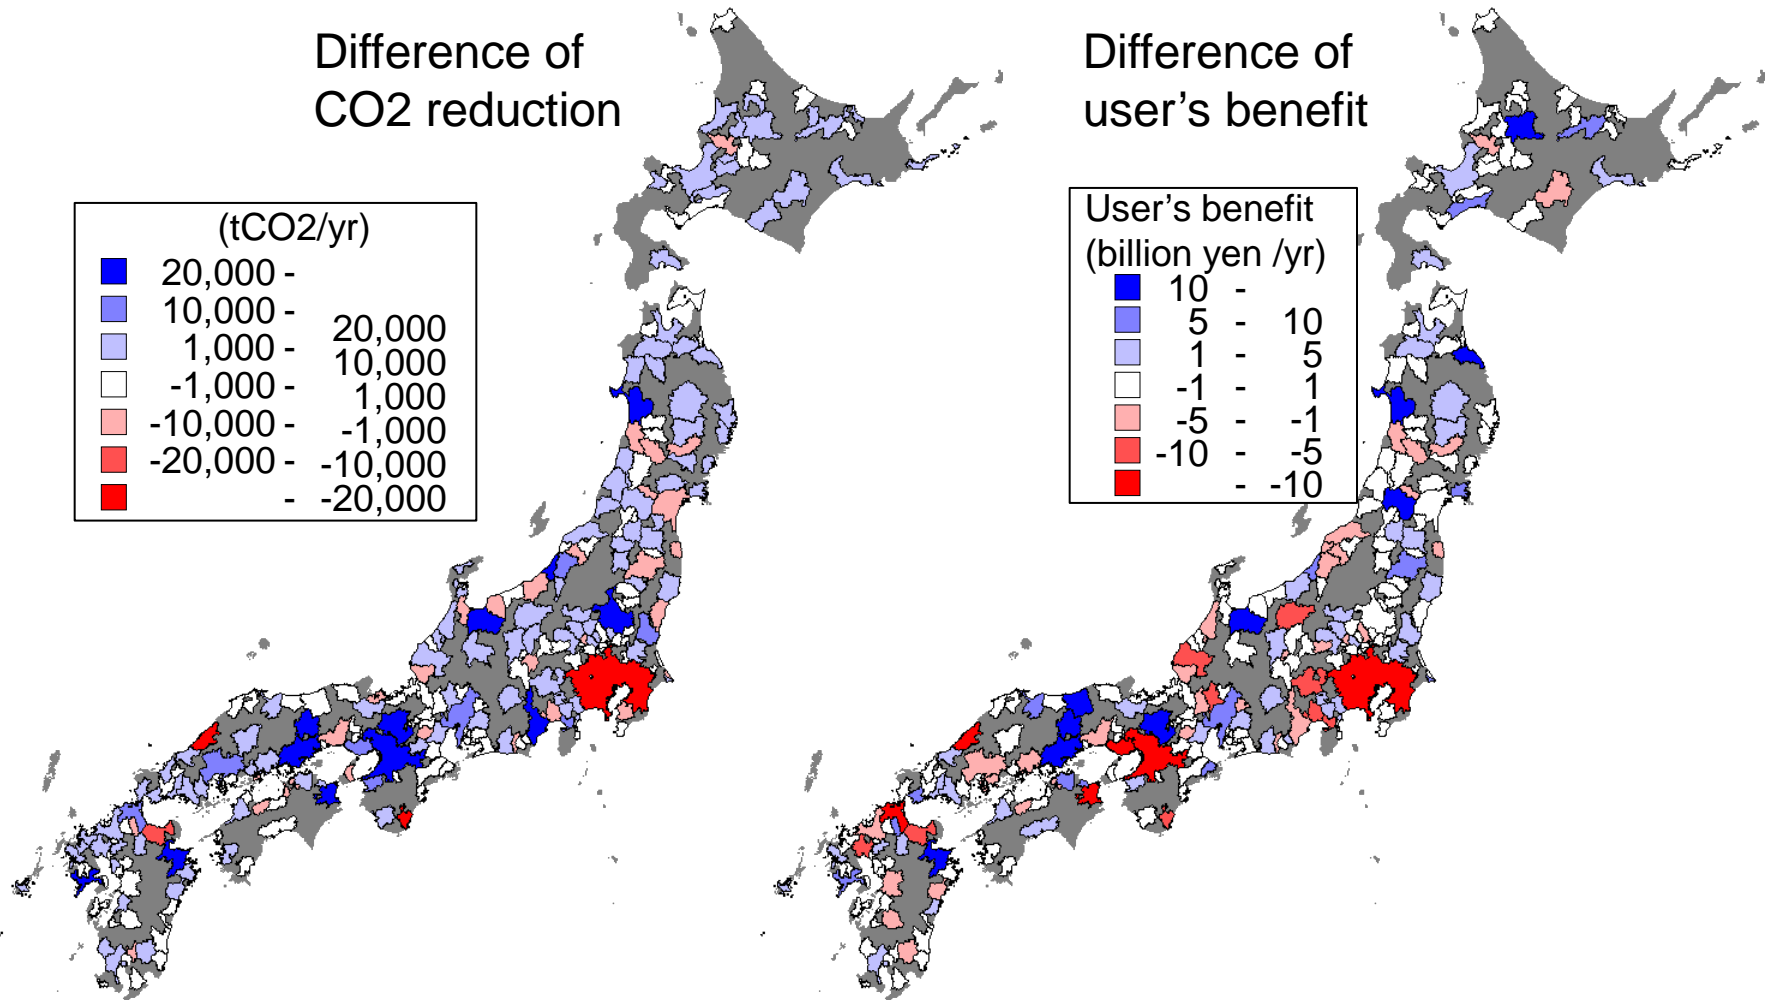 Difference of
CO2 reduction
(tCO2/yr)
20,000 -
10,000 - 20,000
1,000 - 10,000
-1,000 - 1,000
-10,000 - -1,000
-20,000 - -10,000
- -20,000
Difference of
user’s benefit
User’s benefit
(billion yen /yr)
10 -
5 - 10
1 - 5
-1 - 1
-5 - -1
-10 - -5
- -10